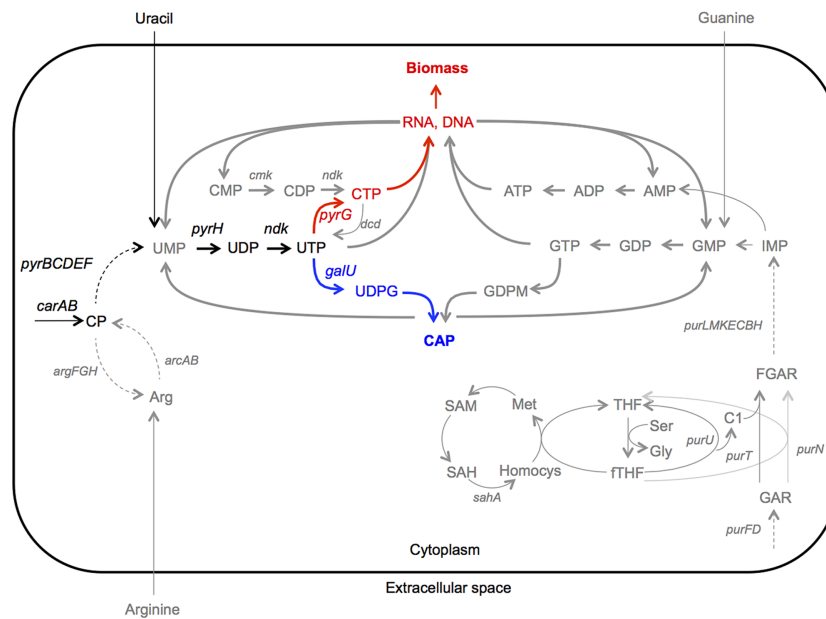 Uracil
Guanine
Biomass
RNA, DNA
cmk
ndk
CMP
CDP
CTP
ATP
ADP
AMP
pyrG
dcd
pyrH
ndk
UMP
UDP
UTP
GTP
GDP
GMP
IMP
pyrBCDEF
galU
UDPG
GDPM
carAB
CP
CAP
purLMKECBH
argFGH
arcAB
Arg
FGAR
SAM
Met
THF
C1
Ser
Gly
purU
purT
purN
SAH
Homocys
fTHF
sahA
GAR
purFD
Cytoplasm
Extracellular space
Arginine